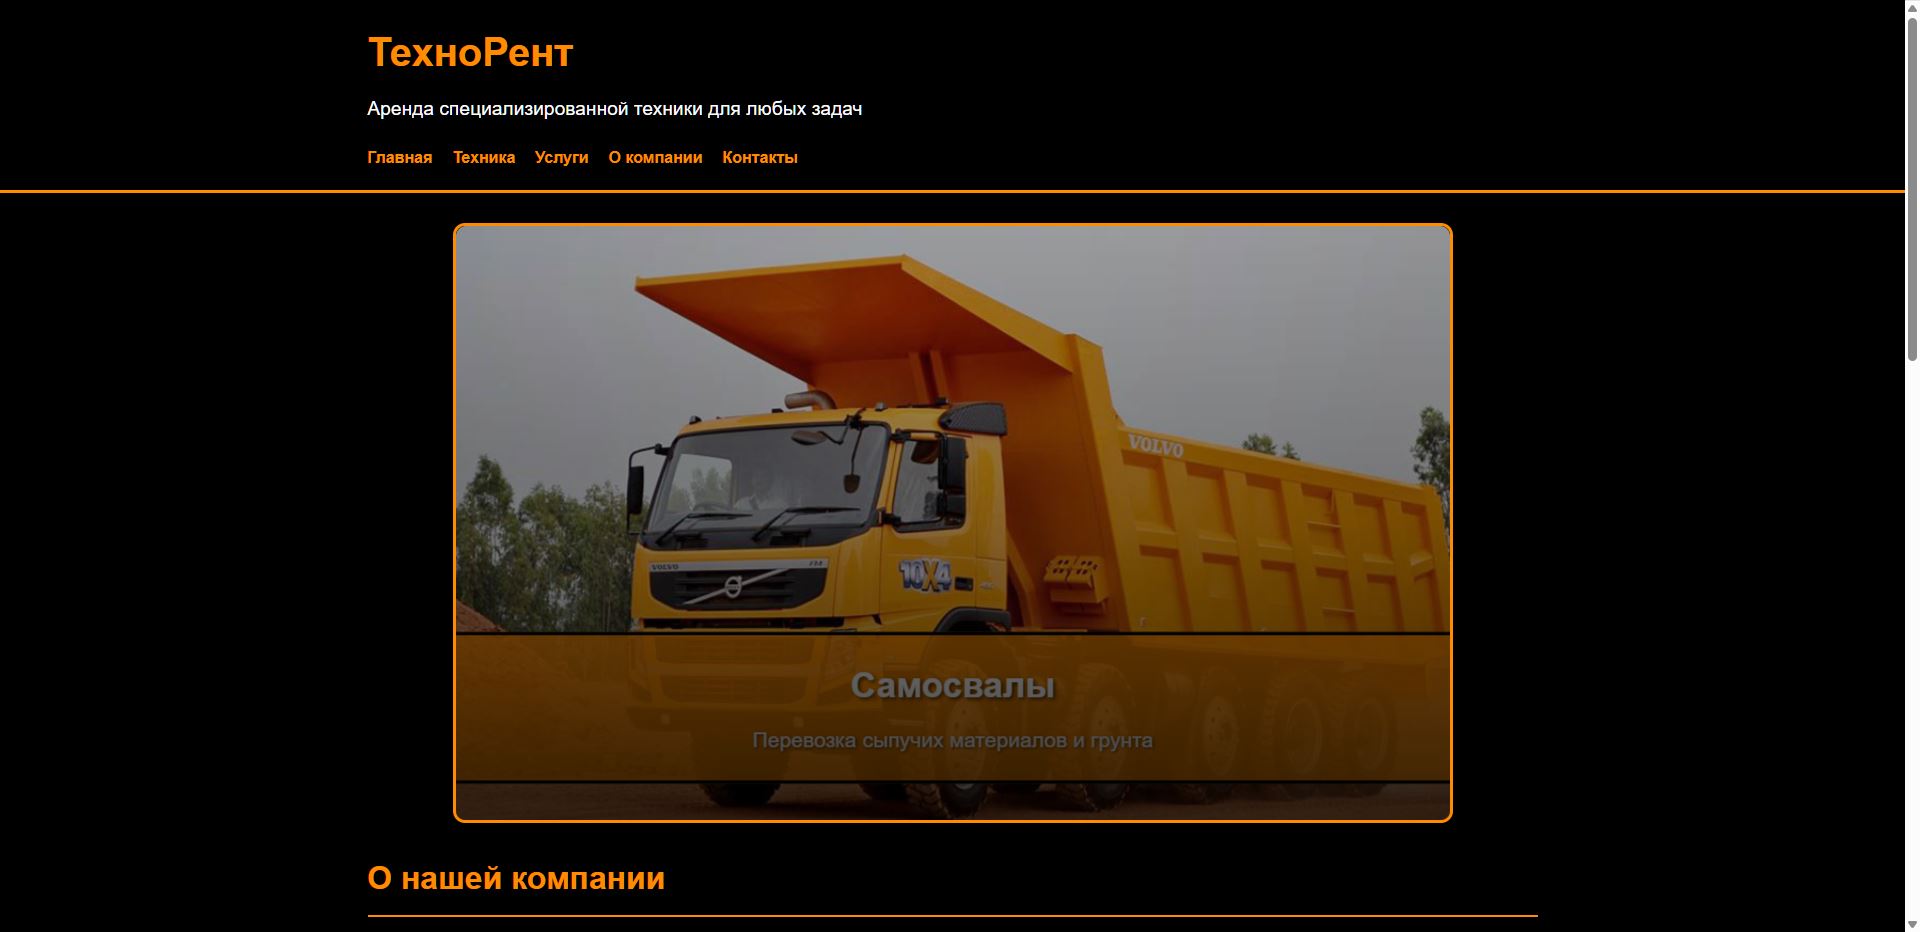 ТехноРент
Аренда специализированной техники для любых задач
Главная Техника Услуги О компании Контакты
VOLVO
VOLVO
10X4
Самосвалы
Перевозка сыпучих материалов и грунта
О нашей компании